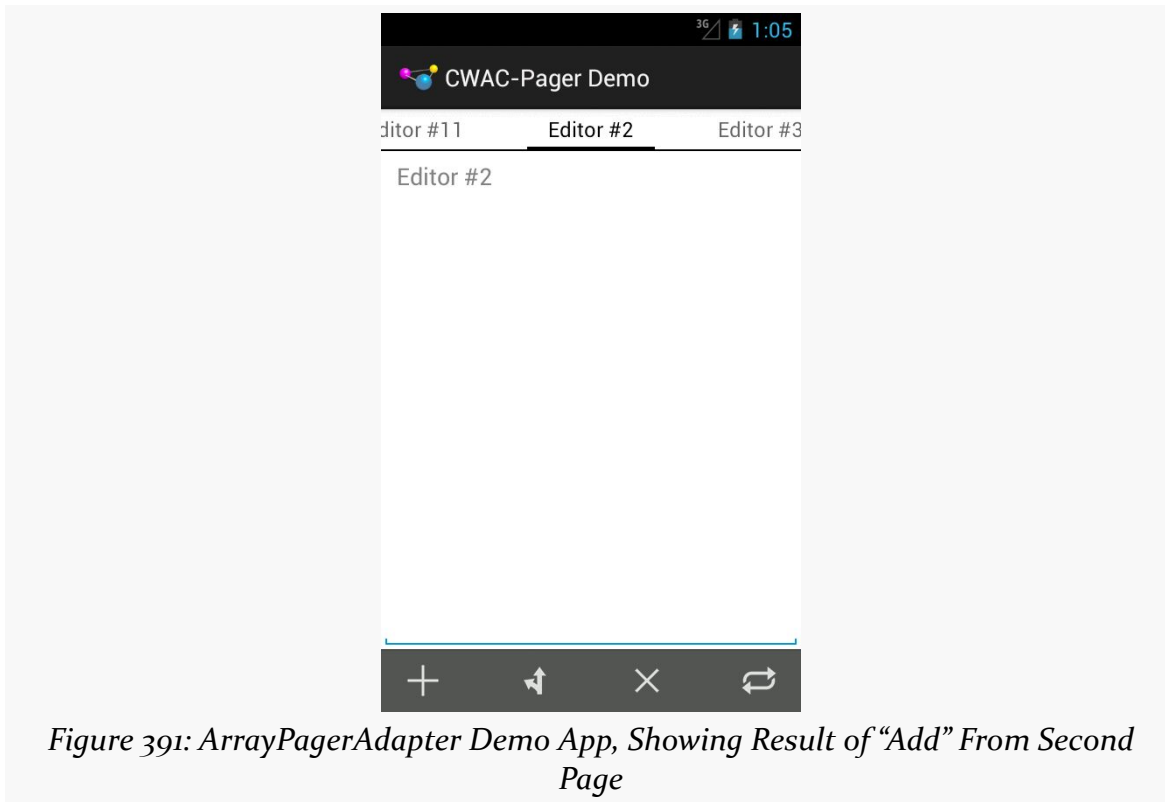 3G 1:05
CWAC-Pager Demo
ditor #11 Editor #2 Editor #3
Editor #2
Figure 391: ArrayPagerAdapter Demo App, Showing Result of “Add” From Second
Page